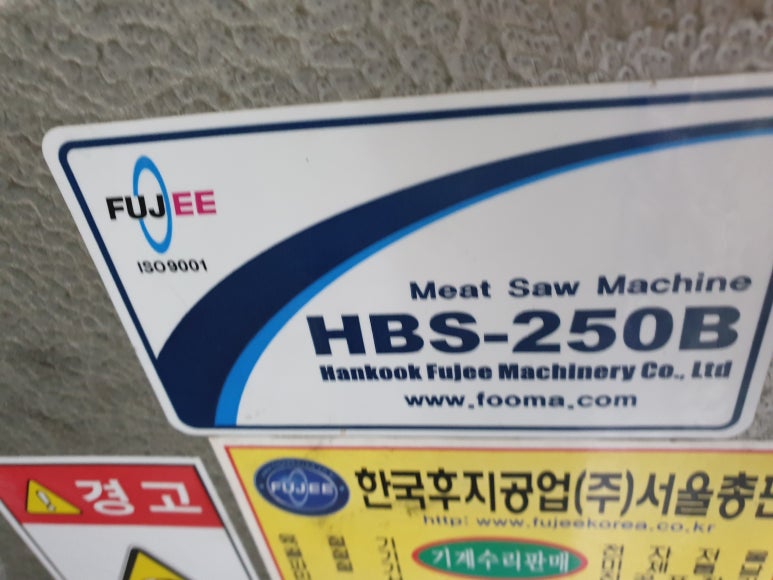 FUJEE
ISO9001
Meat Saw Machine
HBS-250B
Hankook Fujee Machinery Co., Ltd
www.fooma.com
경고
FUJEE
한국후지공업(주)서울총판
http: www.fujeekorea.co.kr
기계수리판매